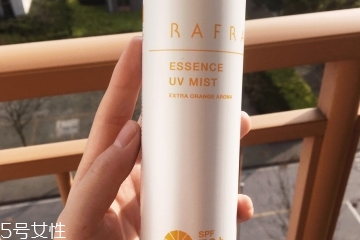 RAFRA
ESSENCE
UV MIST
EXTRA ORANGE AROMA
SPF
5号女性